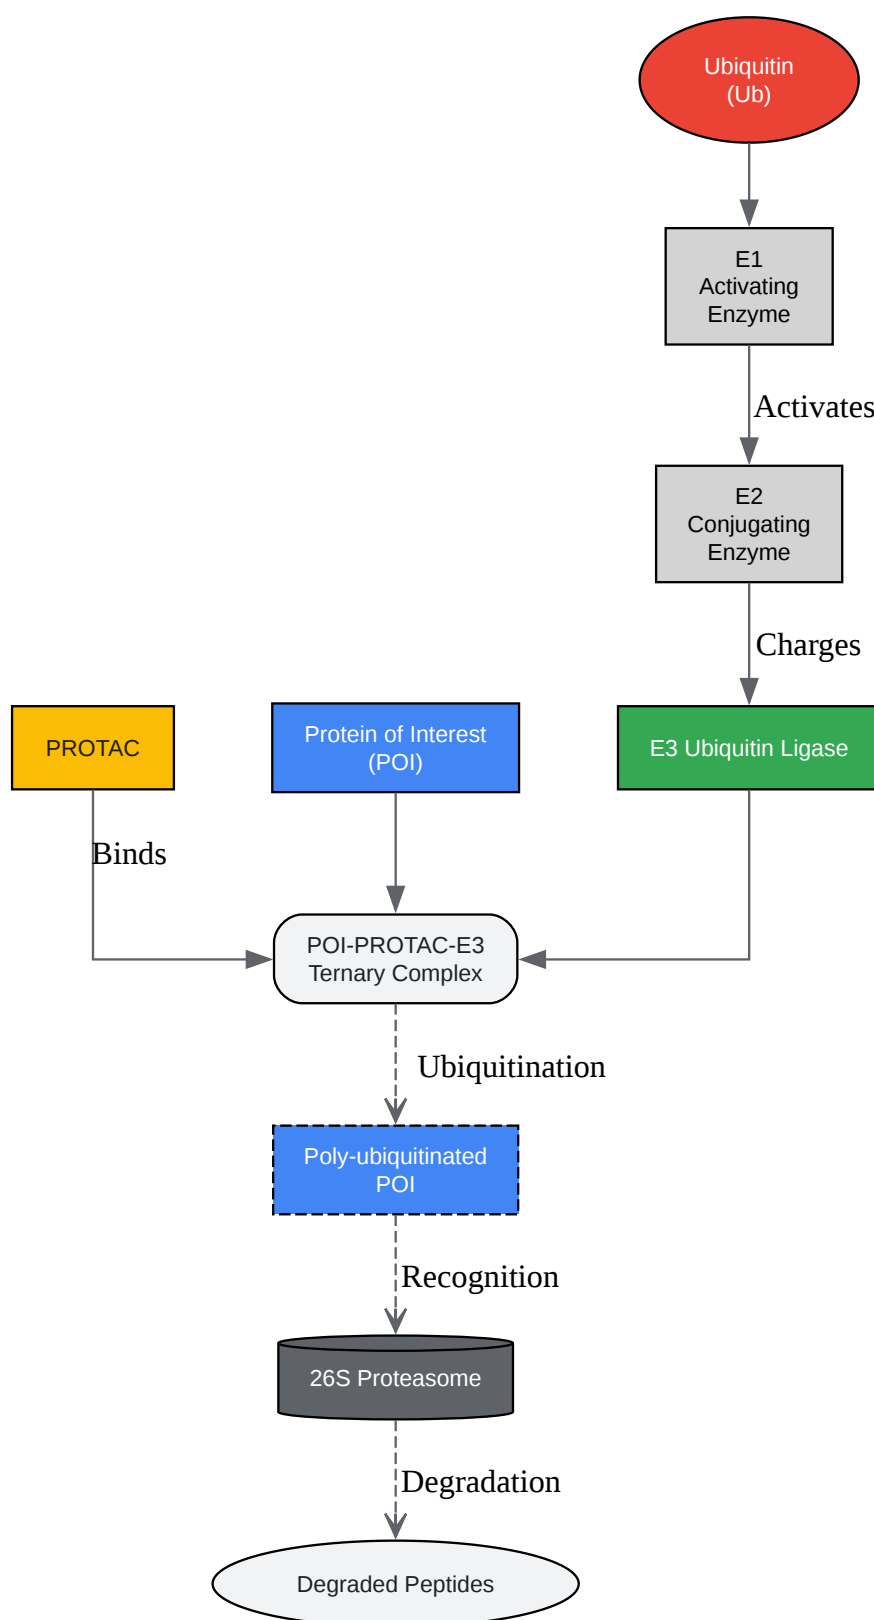 Ubiquitin
(Ub)
E1
Activating
Enzyme
Activates
E2
Conjugating
Enzyme
Charges
PROTAC
Protein of Interest
(POI)
E3 Ubiquitin Ligase
Binds
POI-PROTAC-E3
Ternary Complex
Ubiquitination
Poly-ubiquitinated
POI
Recognition
26S Proteasome
Degradation
Degraded Peptides